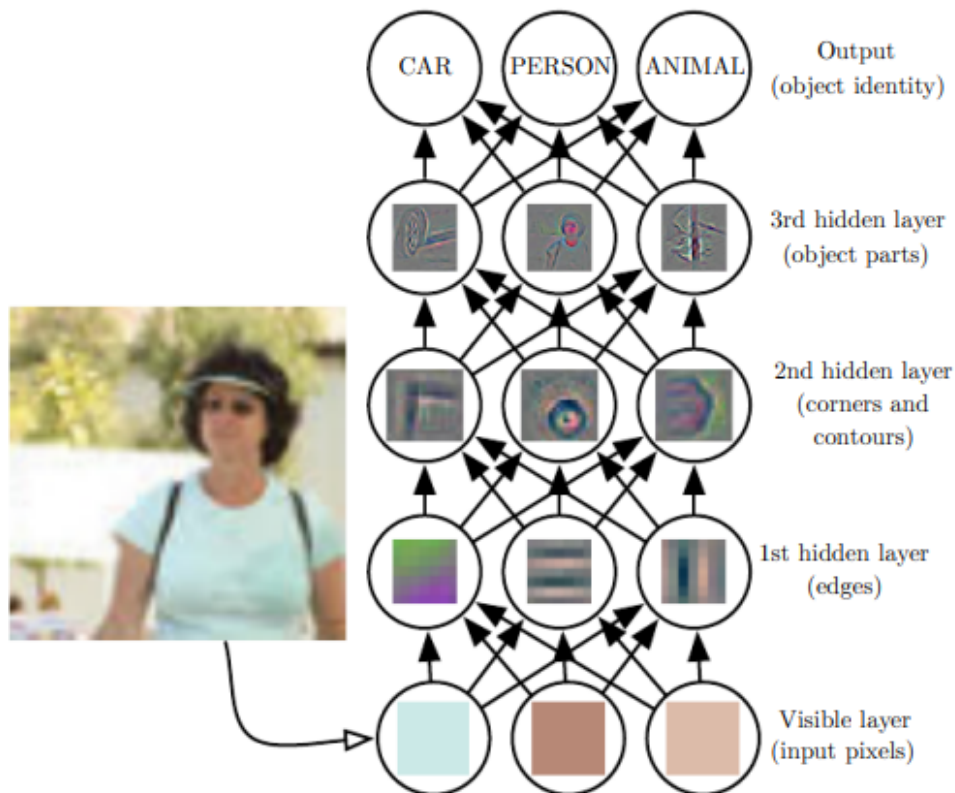 CAR
PERSON
ANIMAL
Output
(object identity)
3rd hidden layer
(object parts)
2nd hidden layer
(corners and
contours)
1st hidden layer
(edges)
Visible layer
(input pixels)